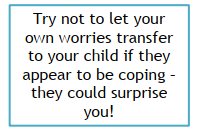 Try not to let your
own worries transfer
to your child if they
appear to be coping –
they could surprise
you!